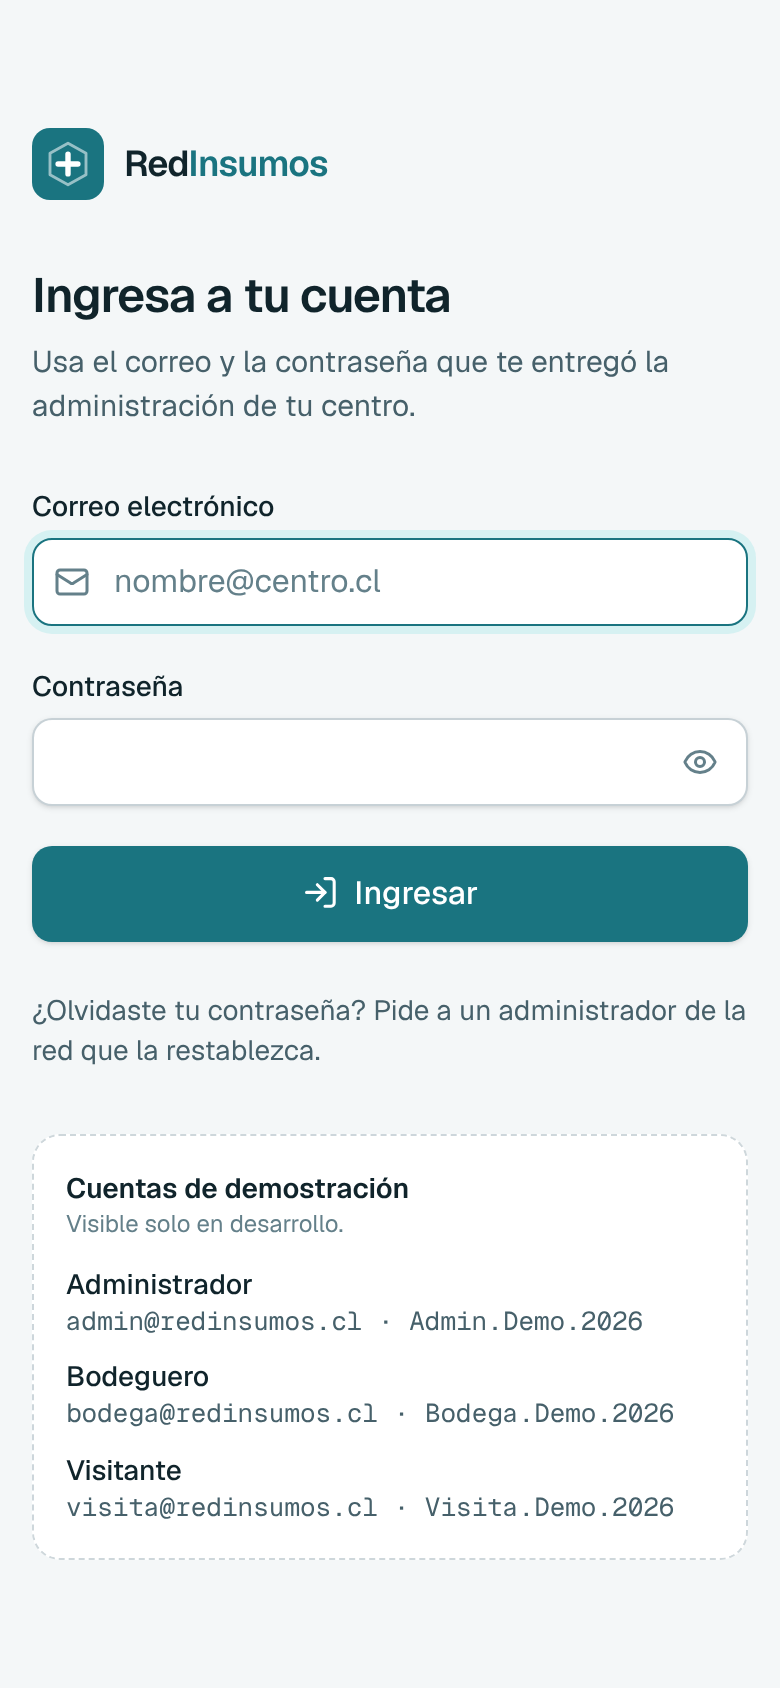 RedInsumos
Ingresa a tu cuenta
Usa el correo y la contraseña que te entregó la
administración de tu centro.
Correo electrónico
nombre@centro.cl
Contraseña
Ingresar
¿Olvidaste tu contraseña? Pide a un administrador de la
red que la restablezca.
Cuentas de demostración
Visible solo en desarrollo.
Administrador
admin@redinsumos.cl · Admin.Demo.2026
Bodeguero
bodega@redinsumos.cl · Bodega.Demo.2026
Visitante
visita@redinsumos.cl · Visita.Demo.2026